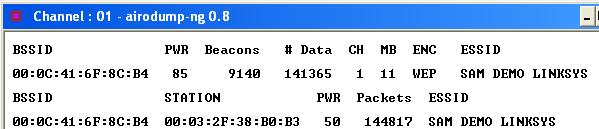 Channel : 01 - airodump-ng 0.8
BSSID PWR Beacons # Data CH MB ENC ESSID
00:0C:41:6F:8C:B4 85 9140 141365 1 11 WEP SAM DEMO LINKSYS
BSSID STATION PWR Packets ESSID
00:0C:41:6F:8C:B4 00:03:2F:38:B0:B3 50 144817 SAM DEMO LINKSYS